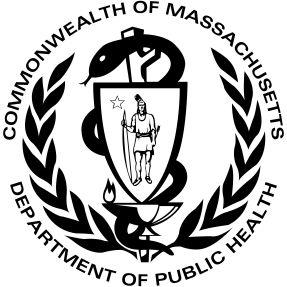 COMMONWEALTH OF MASSACHUSETTS
DEPARTMENT OF PUBLIC HEALTH